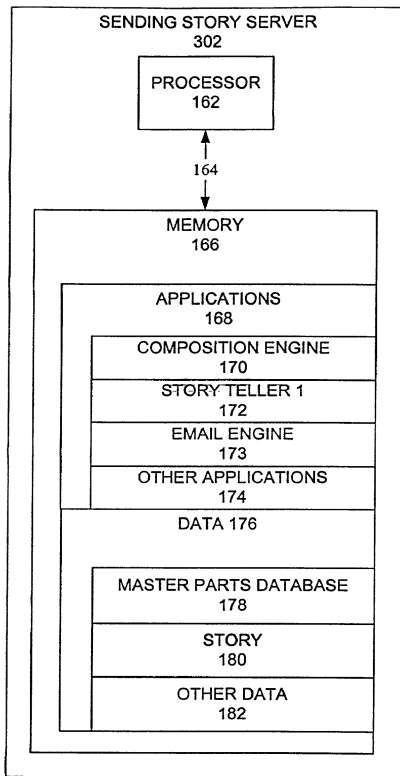 SENDING STORY SERVER
302
PROCESSOR
162
164
MEMORY
166
APPLICATIONS
168
COMPOSITION ENGINE
170
STORY TELLER 1
172
EMAIL ENGINE
173
OTHER APPLICATIONS
174
DATA 176
MASTER PARTS DATABASE
178
STORY
180
OTHER DATA
182